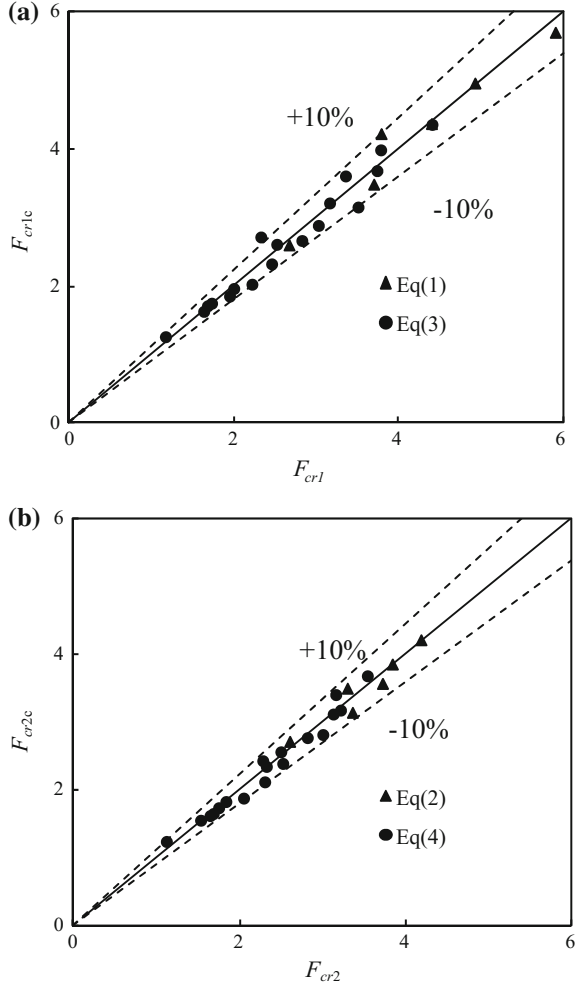 (a)
6
+10%
4
-10%
F_cr1c
Eq(1)
2
Eq(3)
0
0 2 4 6
F_cr1
(b)
6
+10%
4
-10%
F_cr2c
Eq(2)
2
Eq(4)
0
0 2 4 6
F_cr2